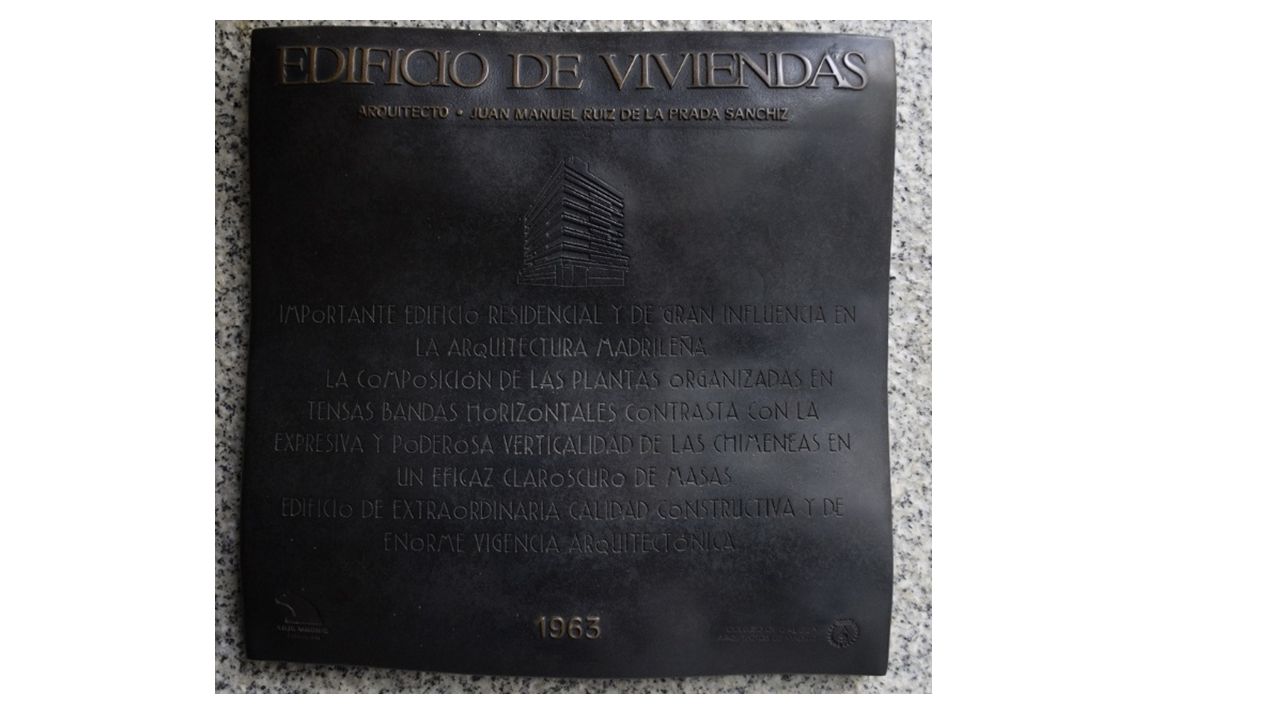 EDIFICIO DE VIVIENDAS
ARQUITECTO • JUAN MANUEL RUIZ DE LA PRADA SANCHIZ
IMPORTANTE EDIFICIO RESIDENCIAL Y DE GRAN INFLUENCIA EN
LA ARQUITECTURA MADRILEÑA
LA COMPOSICIÓN DE LAS PLANTAS ORGANIZADAS EN
TENSAS BANDAS HORIZONTALES CONTRASTA CON LA
EXPRESIVA Y PODEROSA VERTICALIDAD DE LAS CHIMENEAS EN
UN EFICAZ CLAROSCURO DE MASAS
EDIFICIO DE EXTRAORDINARIA CALIDAD CONSTRUCTIVA Y DE
ENORME VIGENCIA ARQUITECTÓNICA
1963